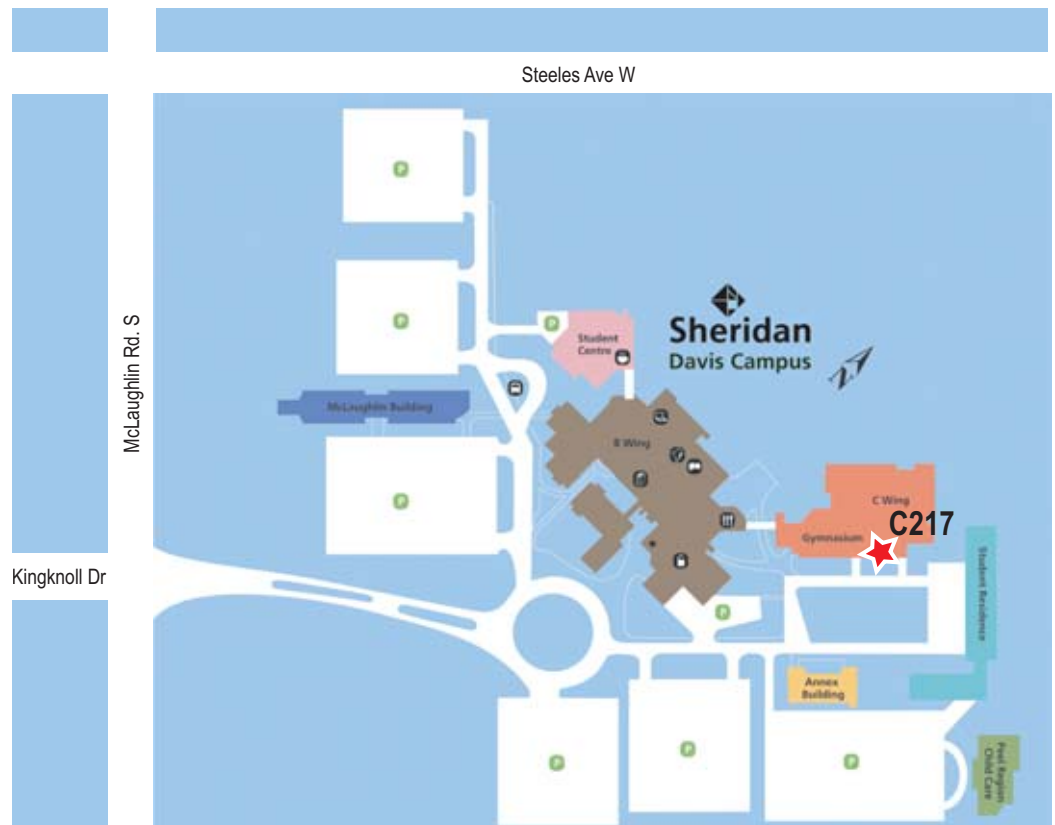 Steeles Ave W
McLaughlin Rd. S
Kingknoll Dr
P
P
P
Student
Centre
Sheridan
Davis Campus
N
McLaughlin Building
B Wing
P
C Wing
C217
Gymnasium
Student Residence
P
Annex
Building
P
P
P
Peel Region
Child Care